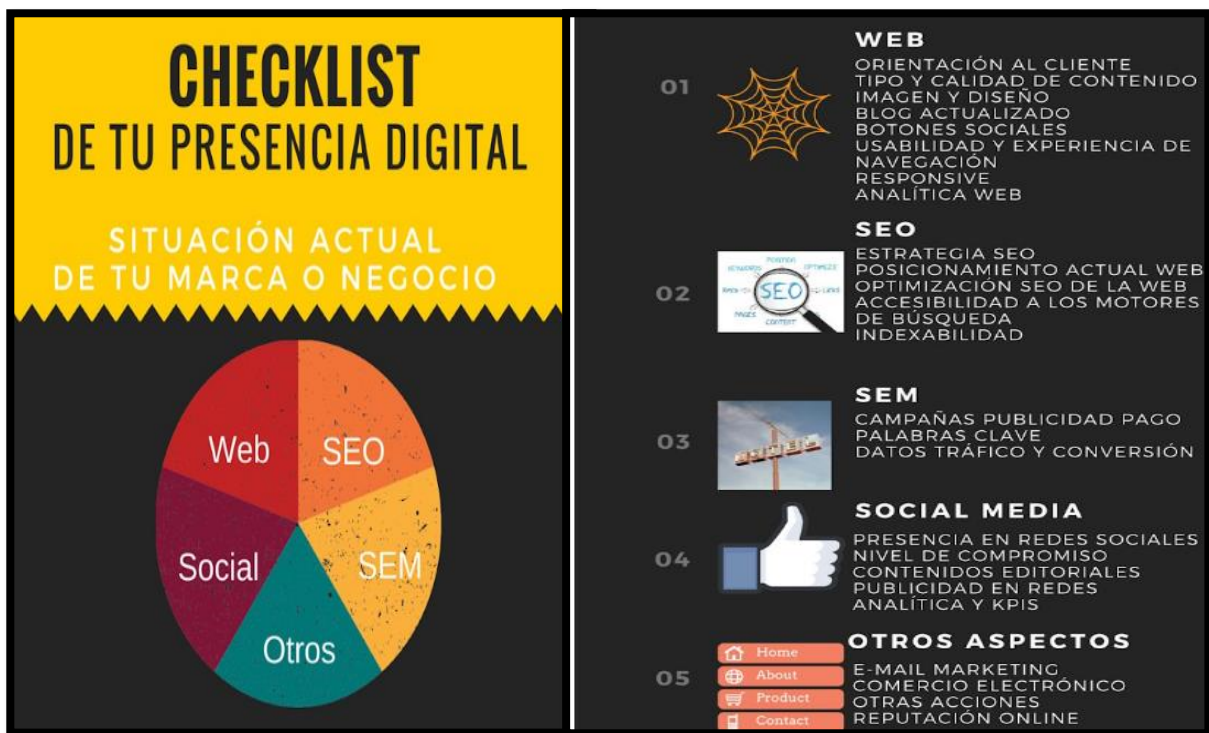 CHECKLIST
DE TU PRESENCIA DIGITAL
SITUACIÓN ACTUAL
DE TU MARCA O NEGOCIO
Web
SEO
Social
SEM
Otros
01
WEB
ORIENTACIÓN AL CLIENTE
TIPO Y CALIDAD DE CONTENIDO
IMAGEN Y DISEÑO
BLOG ACTUALIZADO
BOTONES SOCIALES
USABILIDAD Y EXPERIENCIA DE
NAVEGACIÓN
RESPONSIVE
ANALÍTICA WEB
02
POSITION
OPTIMIZE
SEO
LINKS
PAGES
CONTENT
SEO
ESTRATEGIA SEO
POSICIONAMIENTO ACTUAL WEB
OPTIMIZACIÓN SEO DE LA WEB
ACCESIBILIDAD A LOS MOTORES
DE BÚSQUEDA
INDEXABILIDAD
03
SEM
CAMPAÑAS PUBLICIDAD PAGO
PALABRAS CLAVE
DATOS TRÁFICO Y CONVERSIÓN
04
SOCIAL MEDIA
PRESENCIA EN REDES SOCIALES
NIVEL DE COMPROMISO
CONTENIDOS EDITORIALES
PUBLICIDAD EN REDES
ANALÍTICA Y KPIS
05
Home
About
Product
Contact
OTROS ASPECTOS
E-MAIL MARKETING
COMERCIO ELECTRÓNICO
OTRAS ACCIONES
REPUTACIÓN ONLINE